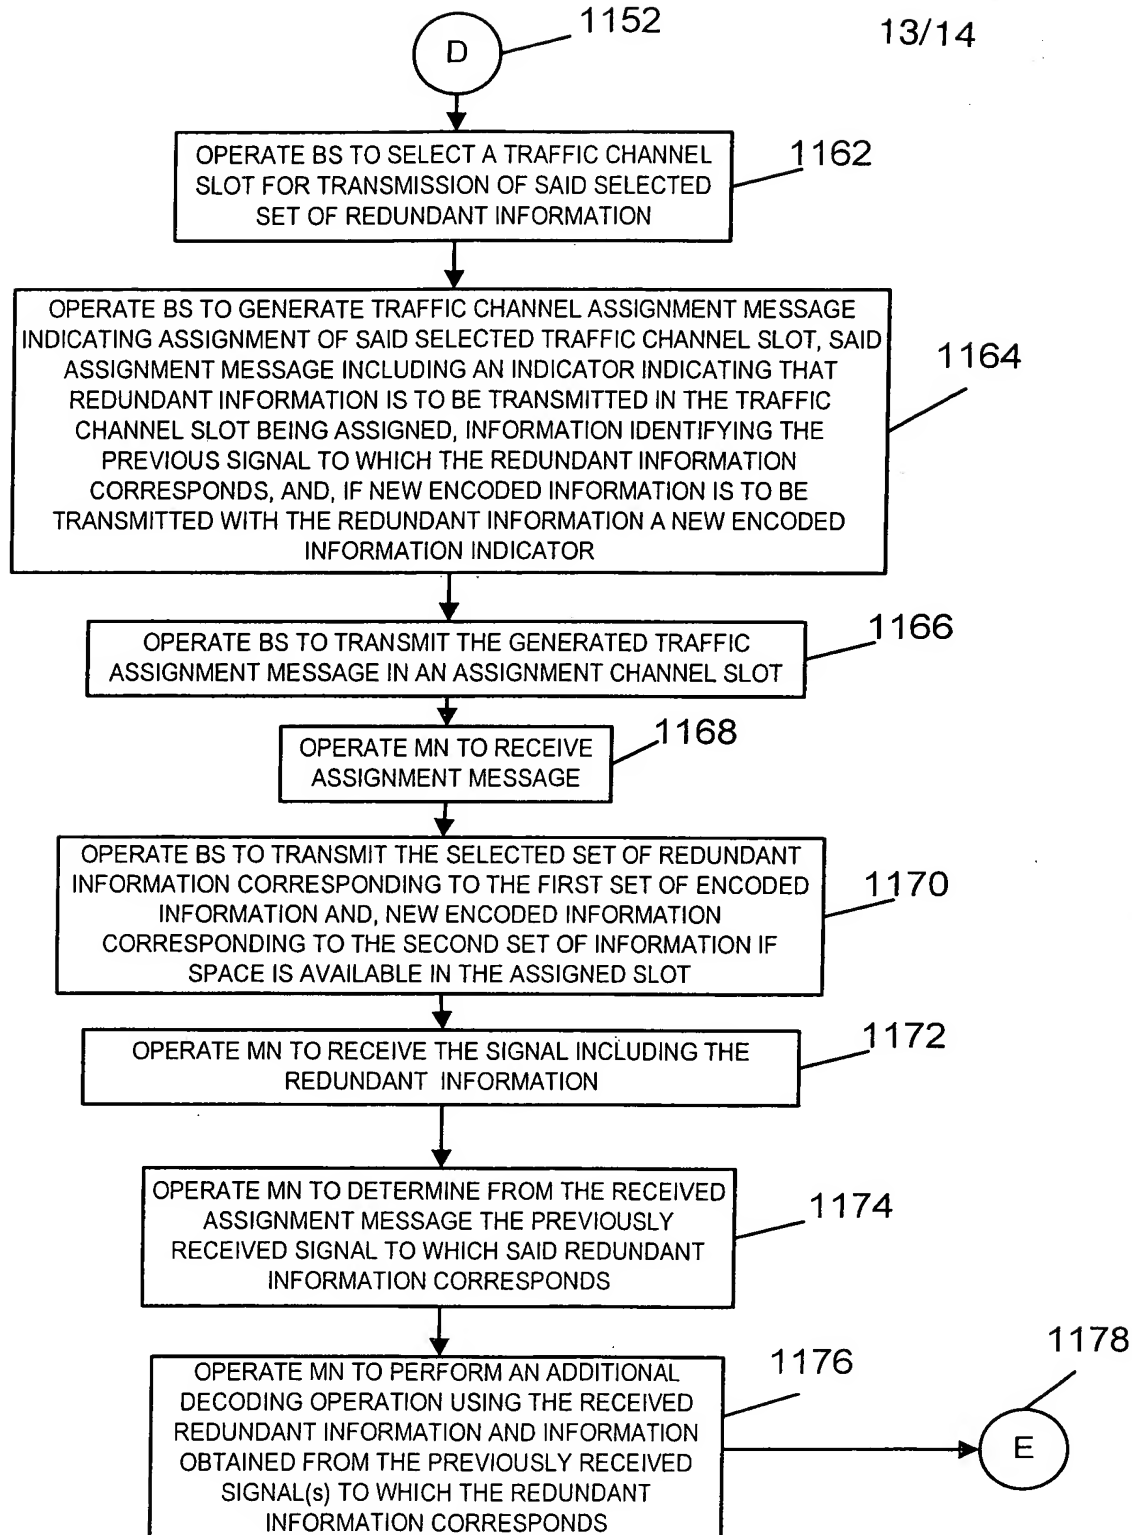 D
1152
13/14
OPERATE BS TO SELECT A TRAFFIC CHANNEL
SLOT FOR TRANSMISSION OF SAID SELECTED
SET OF REDUNDANT INFORMATION
1162
OPERATE BS TO GENERATE TRAFFIC CHANNEL ASSIGNMENT MESSAGE
INDICATING ASSIGNMENT OF SAID SELECTED TRAFFIC CHANNEL SLOT, SAID
ASSIGNMENT MESSAGE INCLUDING AN INDICATOR INDICATING THAT
REDUNDANT INFORMATION IS TO BE TRANSMITTED IN THE TRAFFIC
CHANNEL SLOT BEING ASSIGNED, INFORMATION IDENTIFYING THE
PREVIOUS SIGNAL TO WHICH THE REDUNDANT INFORMATION
CORRESPONDS, AND, IF NEW ENCODED INFORMATION IS TO BE
TRANSMITTED WITH THE REDUNDANT INFORMATION A NEW ENCODED
INFORMATION INDICATOR
1164
OPERATE BS TO TRANSMIT THE GENERATED TRAFFIC
ASSIGNMENT MESSAGE IN AN ASSIGNMENT CHANNEL SLOT
1166
OPERATE MN TO RECEIVE
ASSIGNMENT MESSAGE
1168
OPERATE BS TO TRANSMIT THE SELECTED SET OF REDUNDANT
INFORMATION CORRESPONDING TO THE FIRST SET OF ENCODED
INFORMATION AND, NEW ENCODED INFORMATION
CORRESPONDING TO THE SECOND SET OF INFORMATION IF
SPACE IS AVAILABLE IN THE ASSIGNED SLOT
1170
OPERATE MN TO RECEIVE THE SIGNAL INCLUDING THE
REDUNDANT INFORMATION
1172
OPERATE MN TO DETERMINE FROM THE RECEIVED
ASSIGNMENT MESSAGE THE PREVIOUSLY
RECEIVED SIGNAL TO WHICH SAID REDUNDANT
INFORMATION CORRESPONDS
1174
OPERATE MN TO PERFORM AN ADDITIONAL
DECODING OPERATION USING THE RECEIVED
REDUNDANT INFORMATION AND INFORMATION
OBTAINED FROM THE PREVIOUSLY RECEIVED
SIGNAL(s) TO WHICH THE REDUNDANT
INFORMATION CORRESPONDS
1176
1178
E